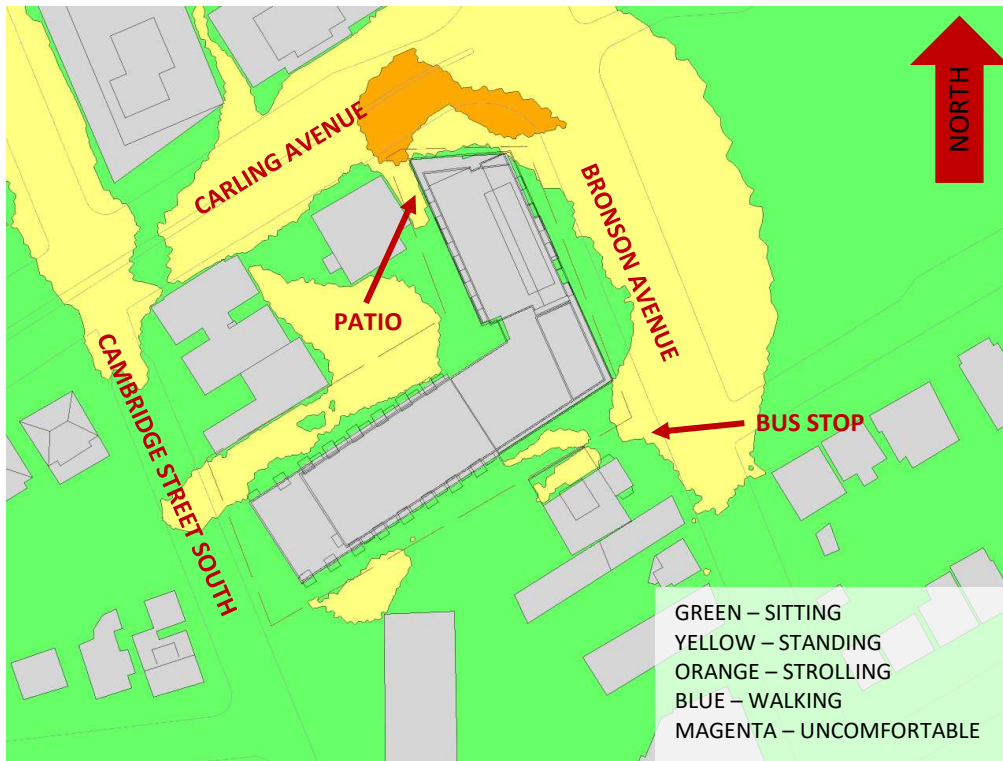 NORTH
CARLING AVENUE
BRONSON AVENUE
PATIO
CAMBRIDGE STREET SOUTH
BUS STOP
GREEN – SITTING
YELLOW – STANDING
ORANGE – STROLLING
BLUE – WALKING
MAGENTA – UNCOMFORTABLE